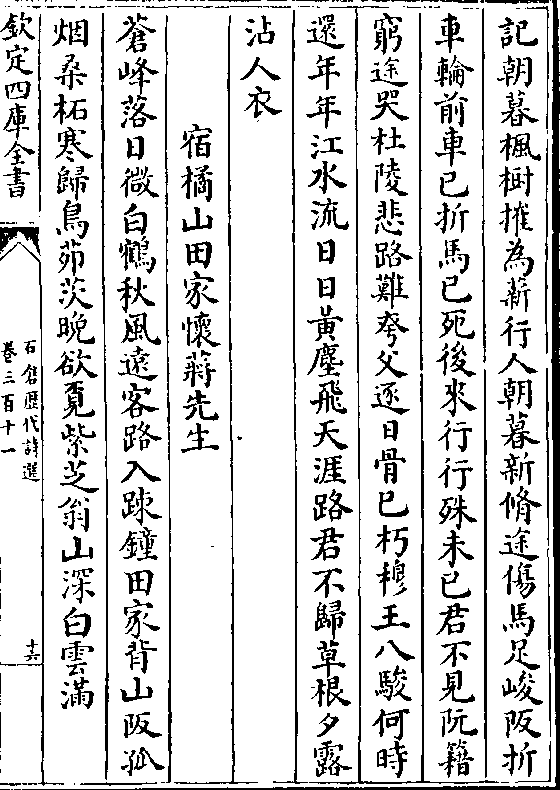 記朝暮楓樹摧為薪行人朝暮新脩途傷馬足峻阪折
車輪前車已折馬已死後來行行殊未已君不見阮籍
窮途哭杜陵悲路難夸父逐日骨已朽穆王八駿何時
還年年江水流日日黃塵飛天涯路君不歸草根夕露
沾人衣
宿橘山田家懷蔣先生
蒼峰落日微白鶴秋風遠客路入踈鐘田家背山阪孤
烟桑柘寒歸鳥茆茨晚欲覓紫芝翁山深白雲滿
欽定四庫全書
石倉歷代詩選
卷三百十一
十六